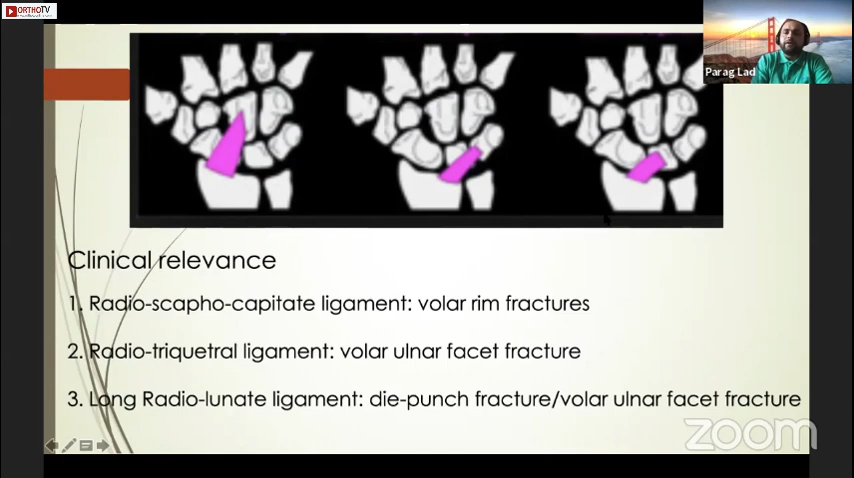 ORTHOTV
Parag Lad
Clinical relevance
1. Radio-scapho-capitate ligament: volar rim fractures
2. Radio-triquetral ligament: volar ulnar facet fracture
3. Long Radio-lunate ligament: die-punch fracture/volar ulnar facet fracture
zoom